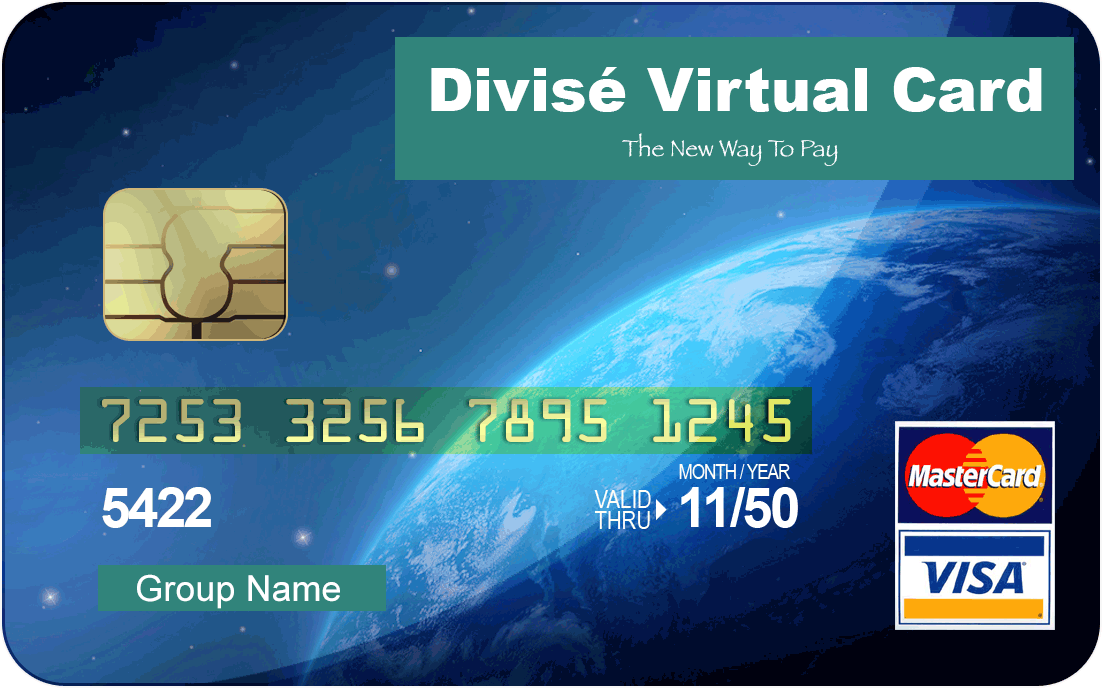 Divisé Virtual Card
The New Way To Pay
7253 3256 7895 1245
MONTH / YEAR
5422
VALID THRU 11/50
Group Name
MasterCard
VISA